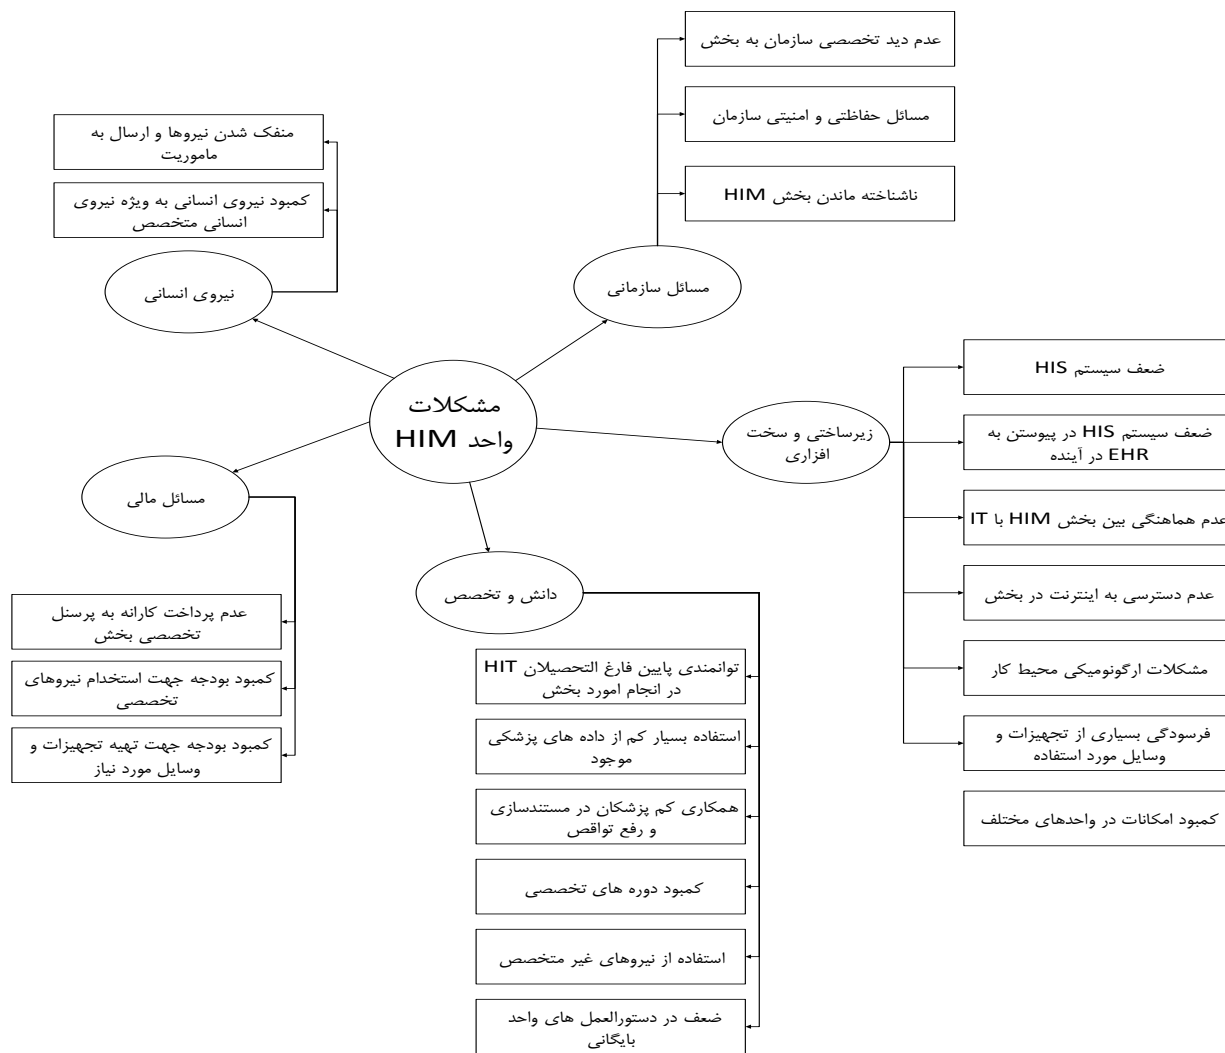 عدم دید تخصصی سازمان به بخش
مسائل حفاظتی و امنیتی سازمان
ناشناخته ماندن بخش HIM
مسائل سازمانی
منفک شدن نیروها و ارسال به
ماموریت
کمبود نیروی انسانی به ویژه نیروی
انسانی متخصص
نیروی انسانی
مشکلات
واحد HIM
زیرساختی و سخت
افزاری
ضعف سیستم HIS
ضعف سیستم HIS در پیوستن به
EHR در آینده
عدم هماهنگی بین بخش HIM با IT
عدم دسترسی به اینترنت در بخش
مشکلات ارگونومیکی محیط کار
فرسودگی بسیاری از تجهیزات و
وسایل مورد استفاده
کمبود امکانات در واحدهای مختلف
مسائل مالی
عدم پرداخت کارانه به پرسنل
تخصصی بخش
کمبود بودجه جهت استخدام نیروهای
تخصصی
کمبود بودجه جهت تهیه تجهیزات و
وسایل مورد نیاز
دانش و تخصص
توانمندی پایین فارغ التحصیلان HIT
در انجام امورد بخش
استفاده بسیار کم از داده های پزشکی
موجود
همکاری کم پزشکان در مستندسازی
و رفع تواقص
کمبود دوره های تخصصی
استفاده از نیروهای غیر متخصص
ضعف در دستورالعمل های واحد
بایگانی